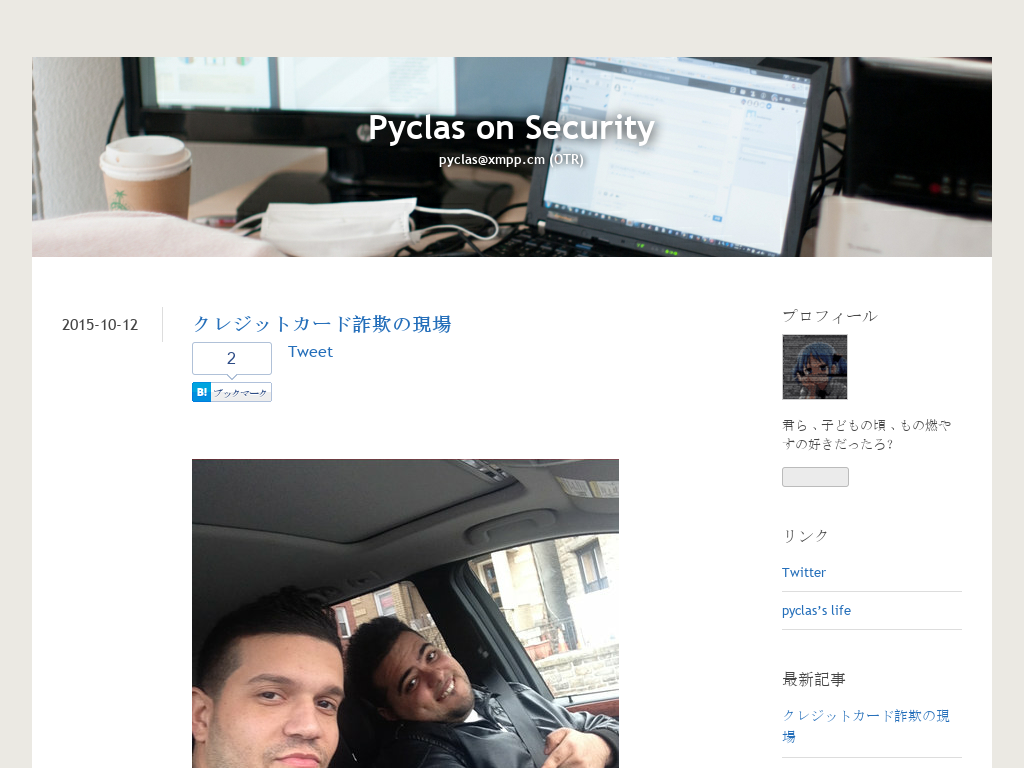 Pyclas on Security
pyclas@xmpp.cm (OTR)
2015-10-12
クレジットカード詐欺の現場
2
Tweet
B! ブックマーク
プロフィール
君ら、子どもの頃、もの燃や
すの好きだったろ?
リンク
Twitter
pyclas's life
最新記事
クレジットカード詐欺の現
場